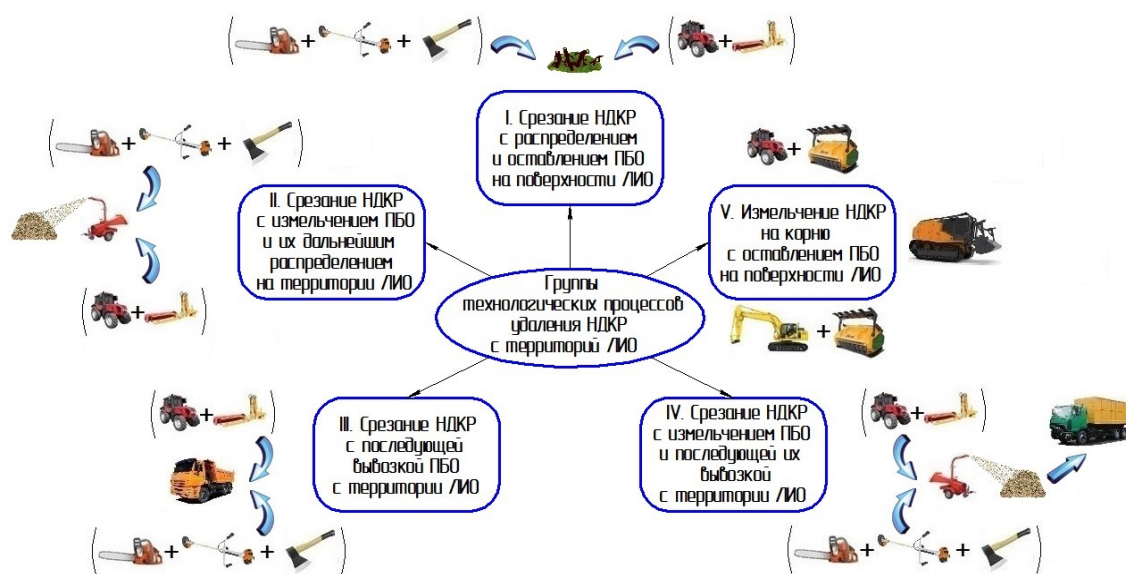 I. Срезание НДКР
с распределением
и оставлением ПБО
на поверхности ЛИО
II. Срезание НДКР
с измельчением ПБО
и их дальнейшим
распределением
на территории ЛИО
V. Измельчение НДКР
на корню
с оставлением ПБО
на поверхности ЛИО
Группы
технологических процессов
удаления НДКР
с территорий ЛИО
III. Срезание НДКР
с последующей
вывозкой ПБО
с территории ЛИО
IV. Срезание НДКР
с измельчением ПБО
и последующей их
вывозкой
с территории ЛИО